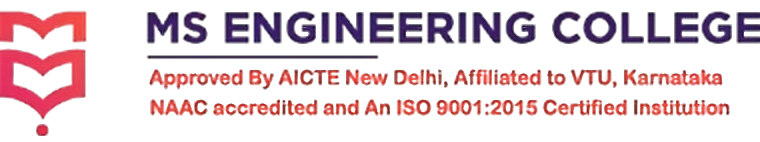 MS ENGINEERING COLLEGE
Approved By AICTE New Delhi, Affiliated to VTU, Karnataka
NAAC accredited and An ISO 9001:2015 Certified Institution